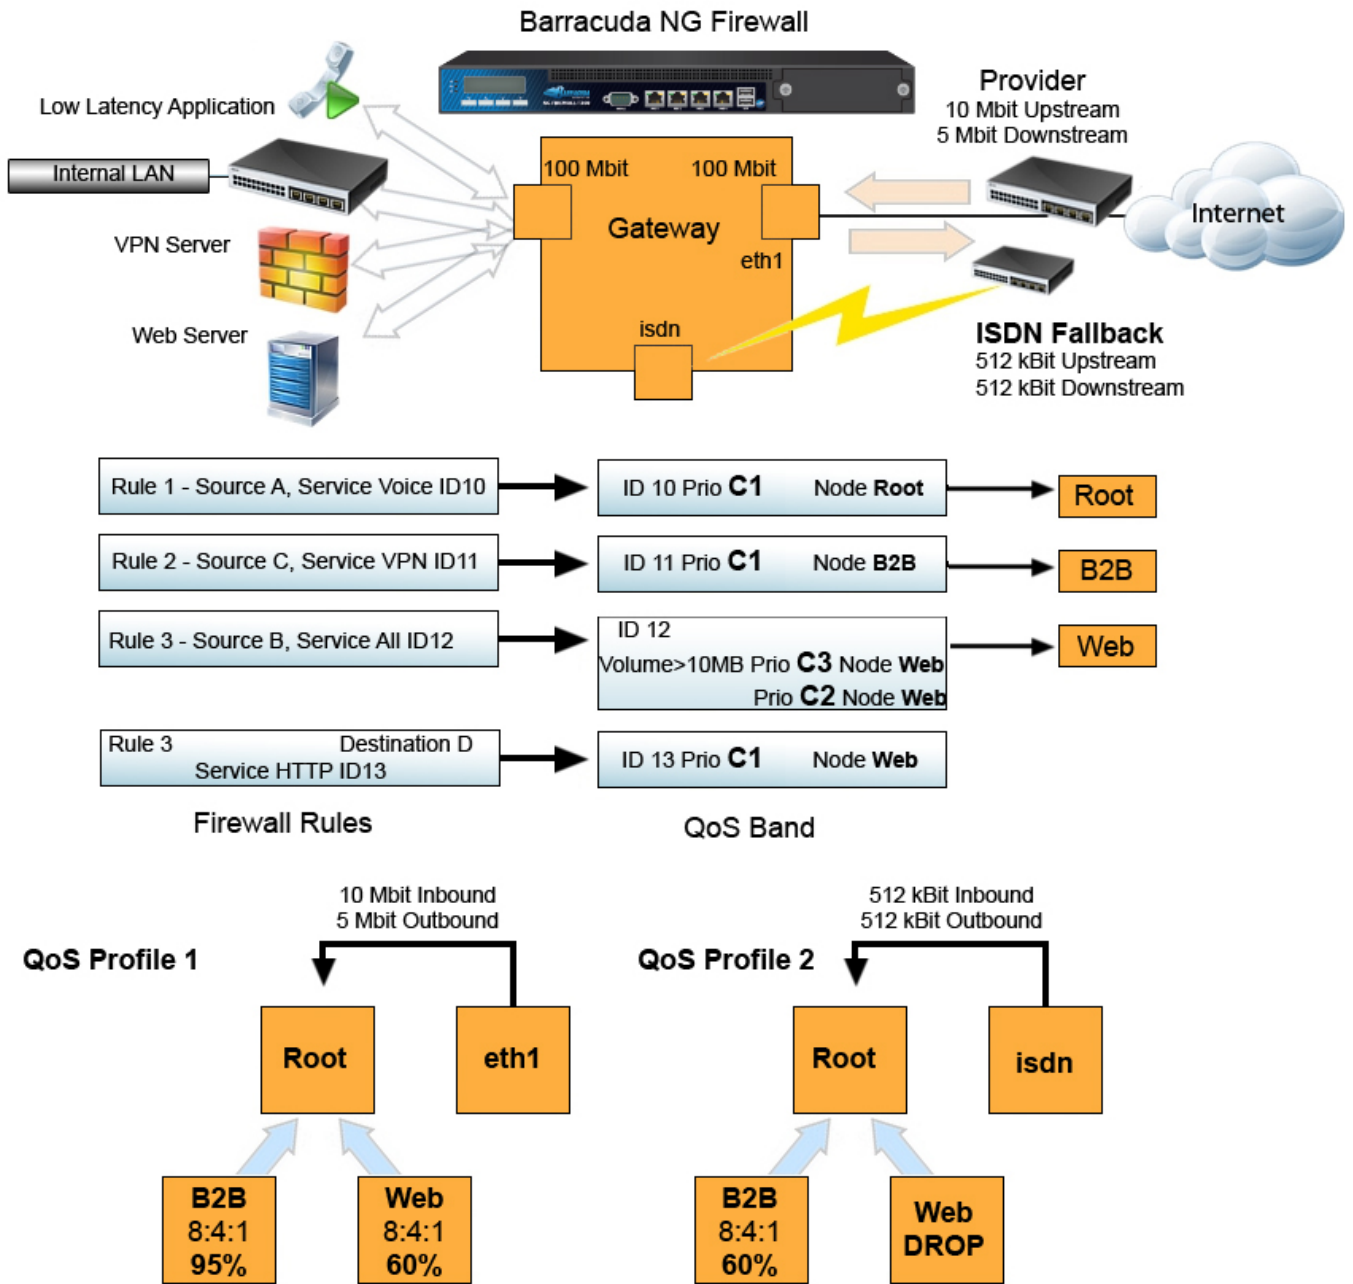 Barracuda NG Firewall
Low Latency Application
Provider
10 Mbit Upstream
5 Mbit Downstream
Internal LAN
100 Mbit
100 Mbit
Gateway
Internet
VPN Server
eth1
Web Server
isdn
ISDN Fallback
512 kBit Upstream
512 kBit Downstream
Rule 1 - Source A, Service Voice ID10
ID 10 Prio C1 Node Root
Root
Rule 2 - Source C, Service VPN ID11
ID 11 Prio C1 Node B2B
B2B
Rule 3 - Source B, Service All ID12
ID 12
Volume>10MB Prio C3 Node Web
Prio C2 Node Web
Web
Rule 3 Destination D
Service HTTP ID13
ID 13 Prio C1 Node Web
Firewall Rules
QoS Band
10 Mbit Inbound
5 Mbit Outbound
512 kBit Inbound
512 kBit Outbound
QoS Profile 1
QoS Profile 2
Root
eth1
Root
isdn
B2B
8:4:1
95%
Web
8:4:1
60%
B2B
8:4:1
60%
Web
DROP